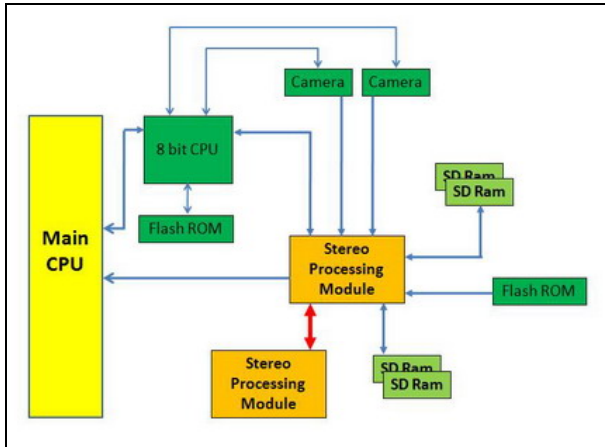 Camera
Camera
8 bit CPU
SD Ram
SD Ram
Flash ROM
Main
CPU
Stereo
Processing
Module
Flash ROM
Stereo
Processing
Module
SD Ram
SD Ram